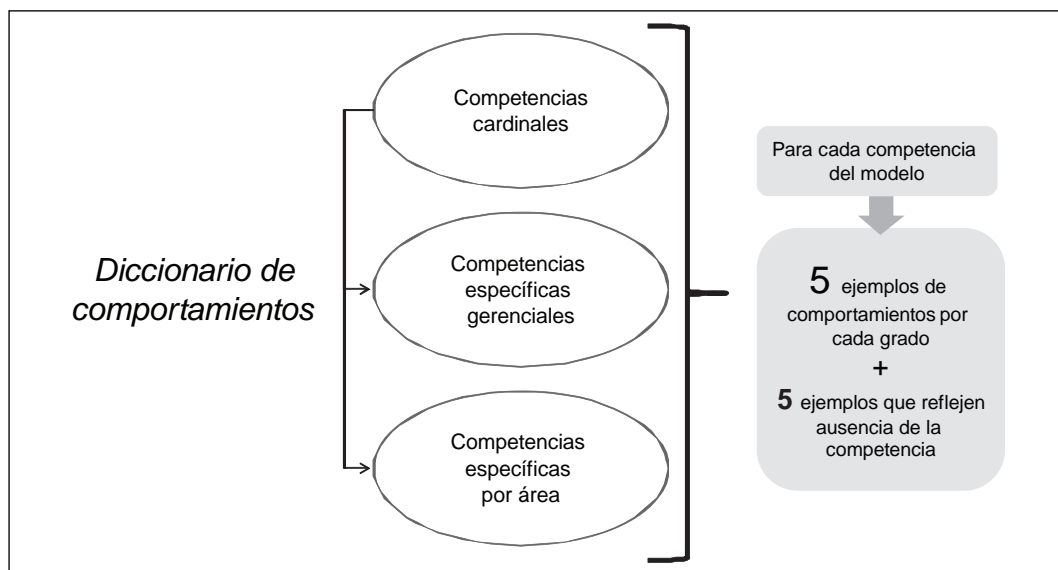 Diccionario de
comportamientos
Competencias
cardinales
Competencias
específicas
gerenciales
Competencias
específicas
por área
Para cada competencia
del modelo
5 ejemplos de
comportamientos por
cada grado
+
5 ejemplos que reflejen
ausencia de la
competencia